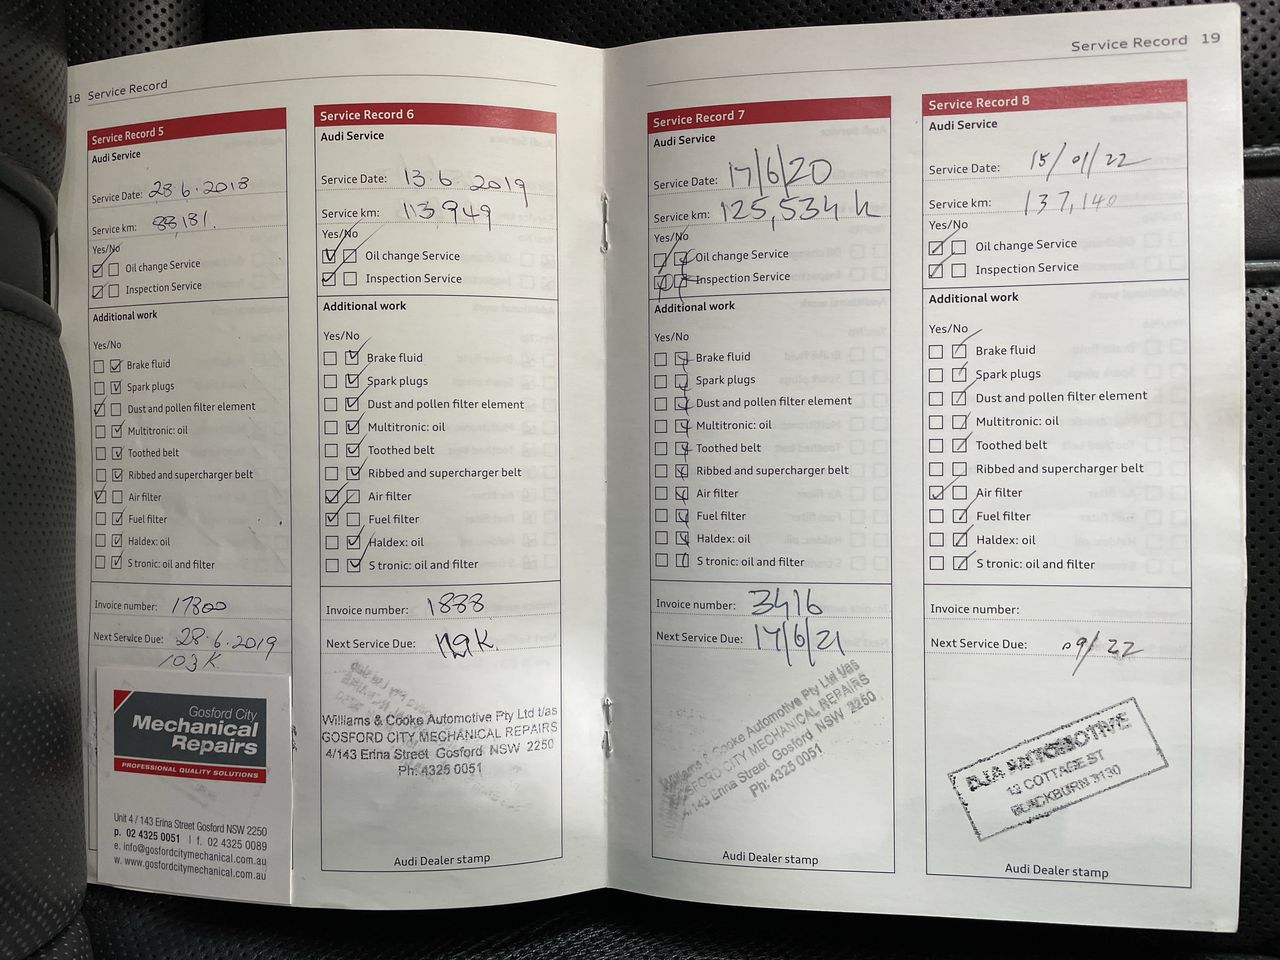 18 Service Record
Service Record 5
Audi Service
Service Date: 28.6.2018
Service km: 88181.
Yes/No
Oil change Service
Inspection Service
Additional work
Yes/No
Brake fluid
Spark plugs
Dust and pollen filter element
Multitronic: oil
Toothed belt
Ribbed and supercharger belt
Air filter
Fuel filter
Haldex: oil
S tronic: oil and filter
Invoice number: 17800
Next Service Due: 28.6.2019
103K
Gosford City
Mechanical
Repairs
PROFESSIONAL QUALITY SOLUTIONS
Unit 4 / 143 Erina Street Gosford NSW 2250
p. 02 4325 0051 | f. 02 4325 0089
e. info@gosfordcitymechanical.com.au
w. www.gosfordcitymechanical.com.au
Service Record 6
Audi Service
Service Date: 13.6.2019
Service km: 113949
Yes/No
Oil change Service
Inspection Service
Additional work
Yes/No
Brake fluid
Spark plugs
Dust and pollen filter element
Multitronic: oil
Toothed belt
Ribbed and supercharger belt
Air filter
Fuel filter
Haldex: oil
S tronic: oil and filter
Invoice number: 1888
Next Service Due:
Williams & Cooke Automotive Pty Ltd t/as
GOSFORD CITY MECHANICAL REPAIRS
4/143 Erina Street Gosford NSW 2250
Ph: 4325 0051
Audi Dealer stamp
Service Record 19
Service Record 7
Audi Service
Service Date: 17/6/20
Service km: 125,534 k
Yes/No
Oil change Service
Inspection Service
Additional work
Yes/No
Brake fluid
Spark plugs
Dust and pollen filter element
Multitronic: oil
Toothed belt
Ribbed and supercharger belt
Air filter
Fuel filter
Haldex: oil
S tronic: oil and filter
Invoice number: 3416
Next Service Due: 17/6/21
Williams & Cooke Automotive Pty Ltd t/as
GOSFORD CITY MECHANICAL REPAIRS
4/143 Erina Street Gosford NSW 2250
Ph: 4325 0051
Audi Dealer stamp
Service Record 8
Audi Service
Service Date: 15/01/22
Service km: 137,140
Yes/No
Oil change Service
Inspection Service
Additional work
Yes/No
Brake fluid
Spark plugs
Dust and pollen filter element
Multitronic: oil
Toothed belt
Ribbed and supercharger belt
Air filter
Fuel filter
Haldex: oil
S tronic: oil and filter
Invoice number:
Next Service Due: 09/22
DJA AUTOMOTIVE
12 COTTAGE ST
BLACKBURN 3130
Audi Dealer stamp